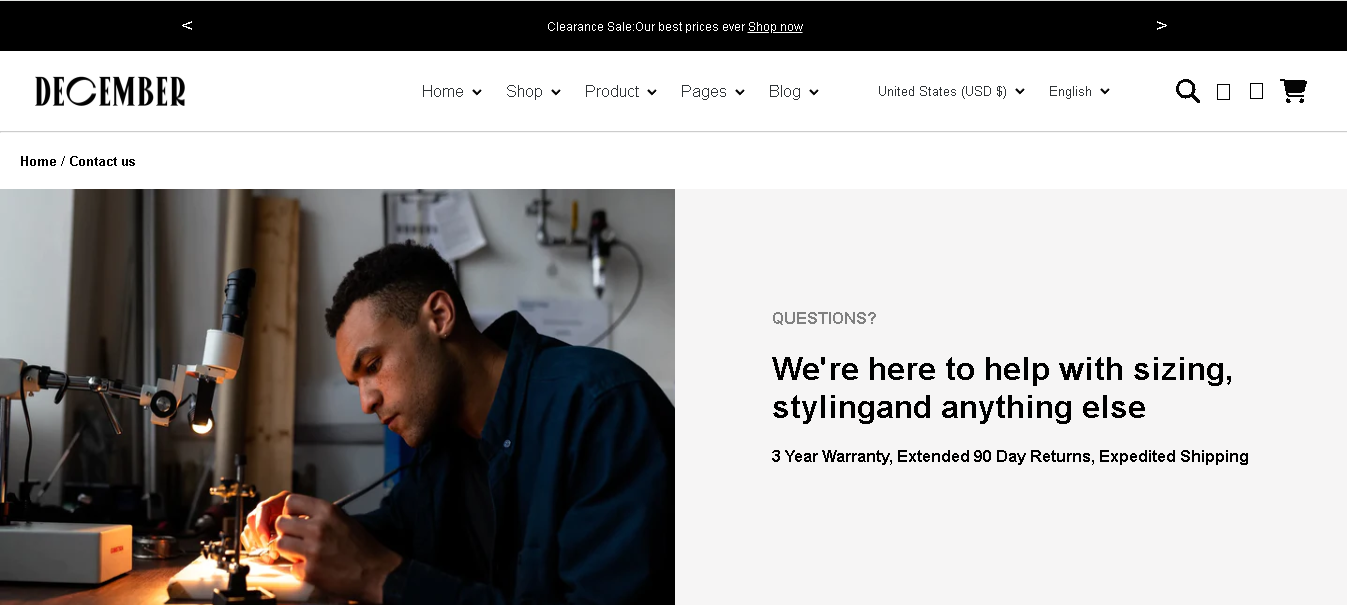 < Clearance Sale:Our best prices ever Shop now >
DECEMBER Home Shop Product Pages Blog United States (USD $) English
Home / Contact us
QUESTIONS?
We're here to help with sizing,
stylingand anything else
3 Year Warranty, Extended 90 Day Returns, Expedited Shipping